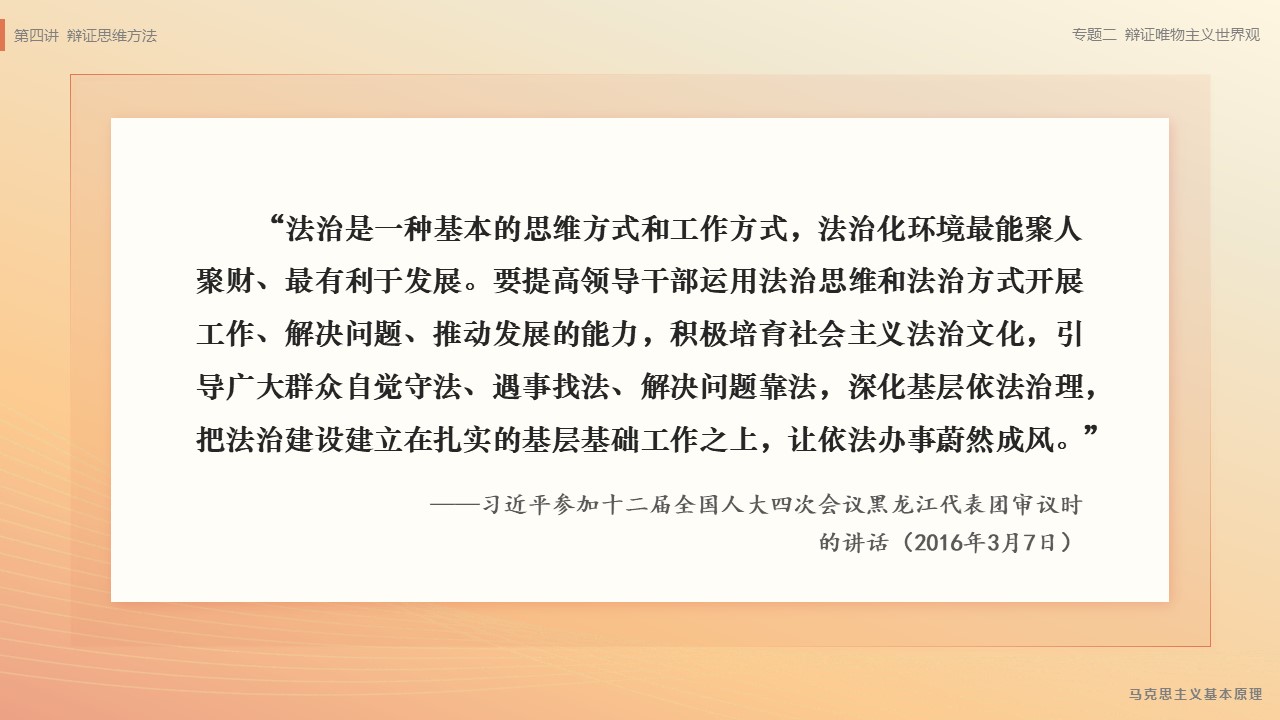 第四讲 辩证思维方法
专题二 辩证唯物主义世界观
“法治是一种基本的思维方式和工作方式，法治化环境最能聚人
聚财、最有利于发展。要提高领导干部运用法治思维和法治方式开展
工作、解决问题、推动发展的能力，积极培育社会主义法治文化，引
导广大群众自觉守法、遇事找法、解决问题靠法，深化基层依法治理，
把法治建设建立在扎实的基层基础工作之上，让依法办事蔚然成风。”
——习近平参加十二届全国人大四次会议黑龙江代表团审议时
的讲话（2016年3月7日）
马克思主义基本原理